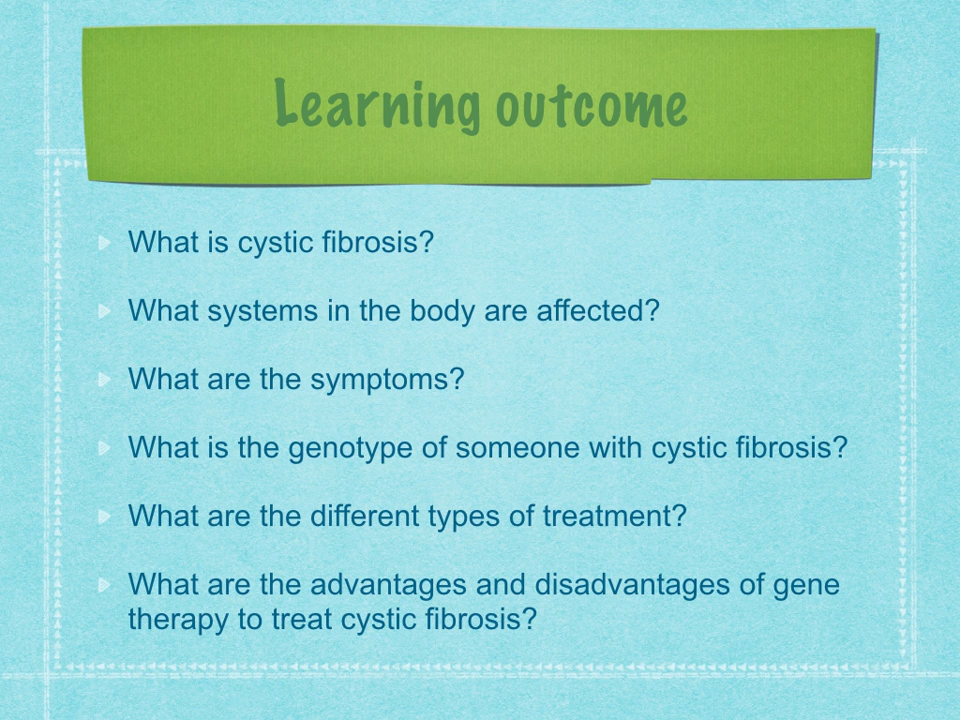 Learning outcome
What is cystic fibrosis?
What systems in the body are affected?
What are the symptoms?
What is the genotype of someone with cystic fibrosis?
What are the different types of treatment?
What are the advantages and disadvantages of gene
therapy to treat cystic fibrosis?